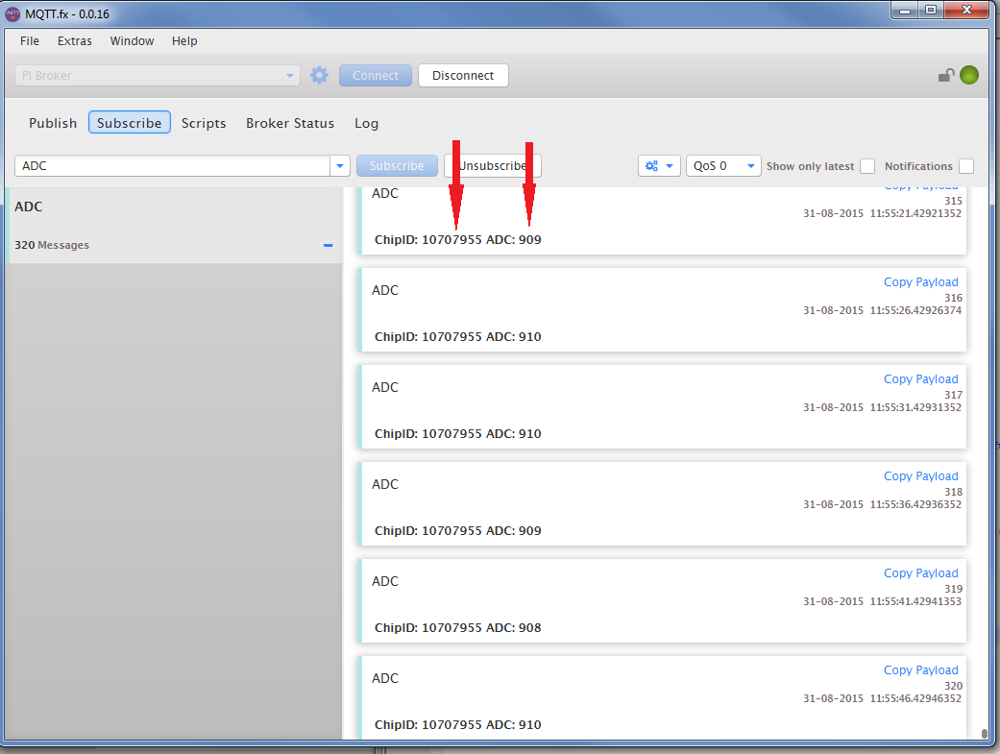 MQTT.fx - 0.0.16
File Extras Window Help
PI Broker Connect Disconnect
Publish Subscribe Scripts Broker Status Log
ADC Subscribe Unsubscribe QoS 0 Show only latest Notifications
ADC
320 Messages
Copy Payload
ADC
315
31-08-2015 11:55:21.42921352
ChipID: 10707955 ADC: 909
Copy Payload
ADC
316
31-08-2015 11:55:26.42926374
ChipID: 10707955 ADC: 910
Copy Payload
ADC
317
31-08-2015 11:55:31.42931352
ChipID: 10707955 ADC: 910
Copy Payload
ADC
318
31-08-2015 11:55:36.42936352
ChipID: 10707955 ADC: 909
Copy Payload
ADC
319
31-08-2015 11:55:41.42941353
ChipID: 10707955 ADC: 908
Copy Payload
ADC
320
31-08-2015 11:55:46.42946352
ChipID: 10707955 ADC: 910